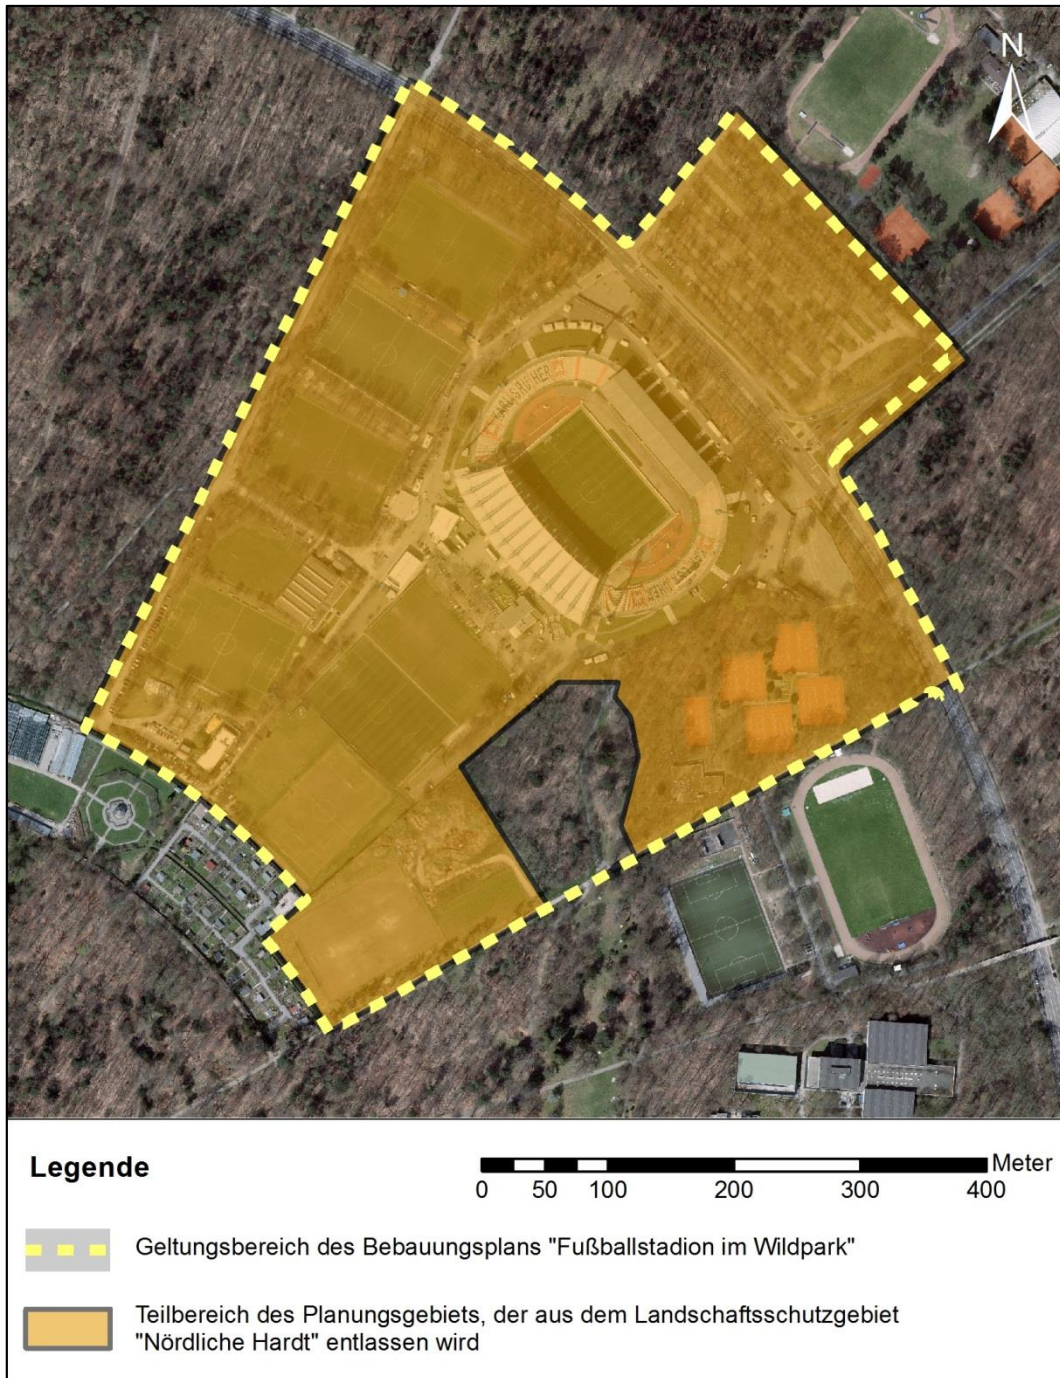 N
KARLSRUHER
Legende
Meter
0 50 100 200 300 400
Geltungsbereich des Bebauungsplans "Fußballstadion im Wildpark"
Teilbereich des Planungsgebiets, der aus dem Landschaftsschutzgebiet
"Nördliche Hardt" entlassen wird